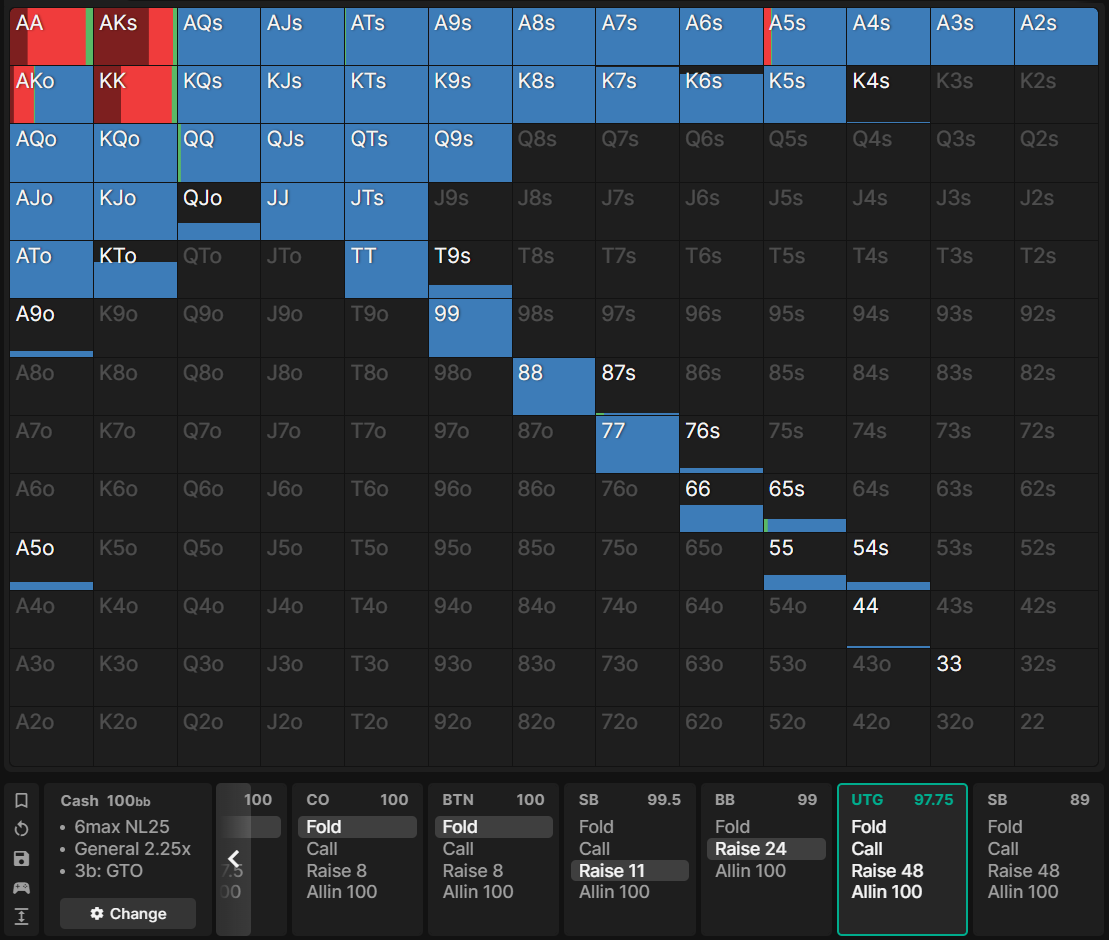 AA AKs AQs AJs ATs A9s A8s A7s A6s A5s A4s A3s A2s
AKo KK KQs KJs KTs K9s K8s K7s K6s K5s K4s K3s K2s
AQo KQo QQ QJs QTs Q9s Q8s Q7s Q6s Q5s Q4s Q3s Q2s
AJo KJo QJo JJ JTs J9s J8s J7s J6s J5s J4s J3s J2s
ATo KTo QTo JTo TT T9s T8s T7s T6s T5s T4s T3s T2s
A9o K9o Q9o J9o T9o 99 98s 97s 96s 95s 94s 93s 92s
A8o K8o Q8o J8o T8o 98o 88 87s 86s 85s 84s 83s 82s
A7o K7o Q7o J7o T7o 97o 87o 77 76s 75s 74s 73s 72s
A6o K6o Q6o J6o T6o 96o 86o 76o 66 65s 64s 63s 62s
A5o K5o Q5o J5o T5o 95o 85o 75o 65o 55 54s 53s 52s
A4o K4o Q4o J4o T4o 94o 84o 74o 64o 54o 44 43s 42s
A3o K3o Q3o J3o T3o 93o 83o 73o 63o 53o 43o 33 32s
A2o K2o Q2o J2o T2o 92o 82o 72o 62o 52o 42o 32o 22
Cash 100bb
• 6max NL25
• General 2.25x
• 3b: GTO
Change
100
7.5
00
CO 100
Fold
Call
Raise 8
Allin 100
BTN 100
Fold
Call
Raise 8
Allin 100
SB 99.5
Fold
Call
Raise 11
Allin 100
BB 99
Fold
Raise 24
Allin 100
UTG 97.75
Fold
Call
Raise 48
Allin 100
SB 89
Fold
Call
Raise 48
Allin 100